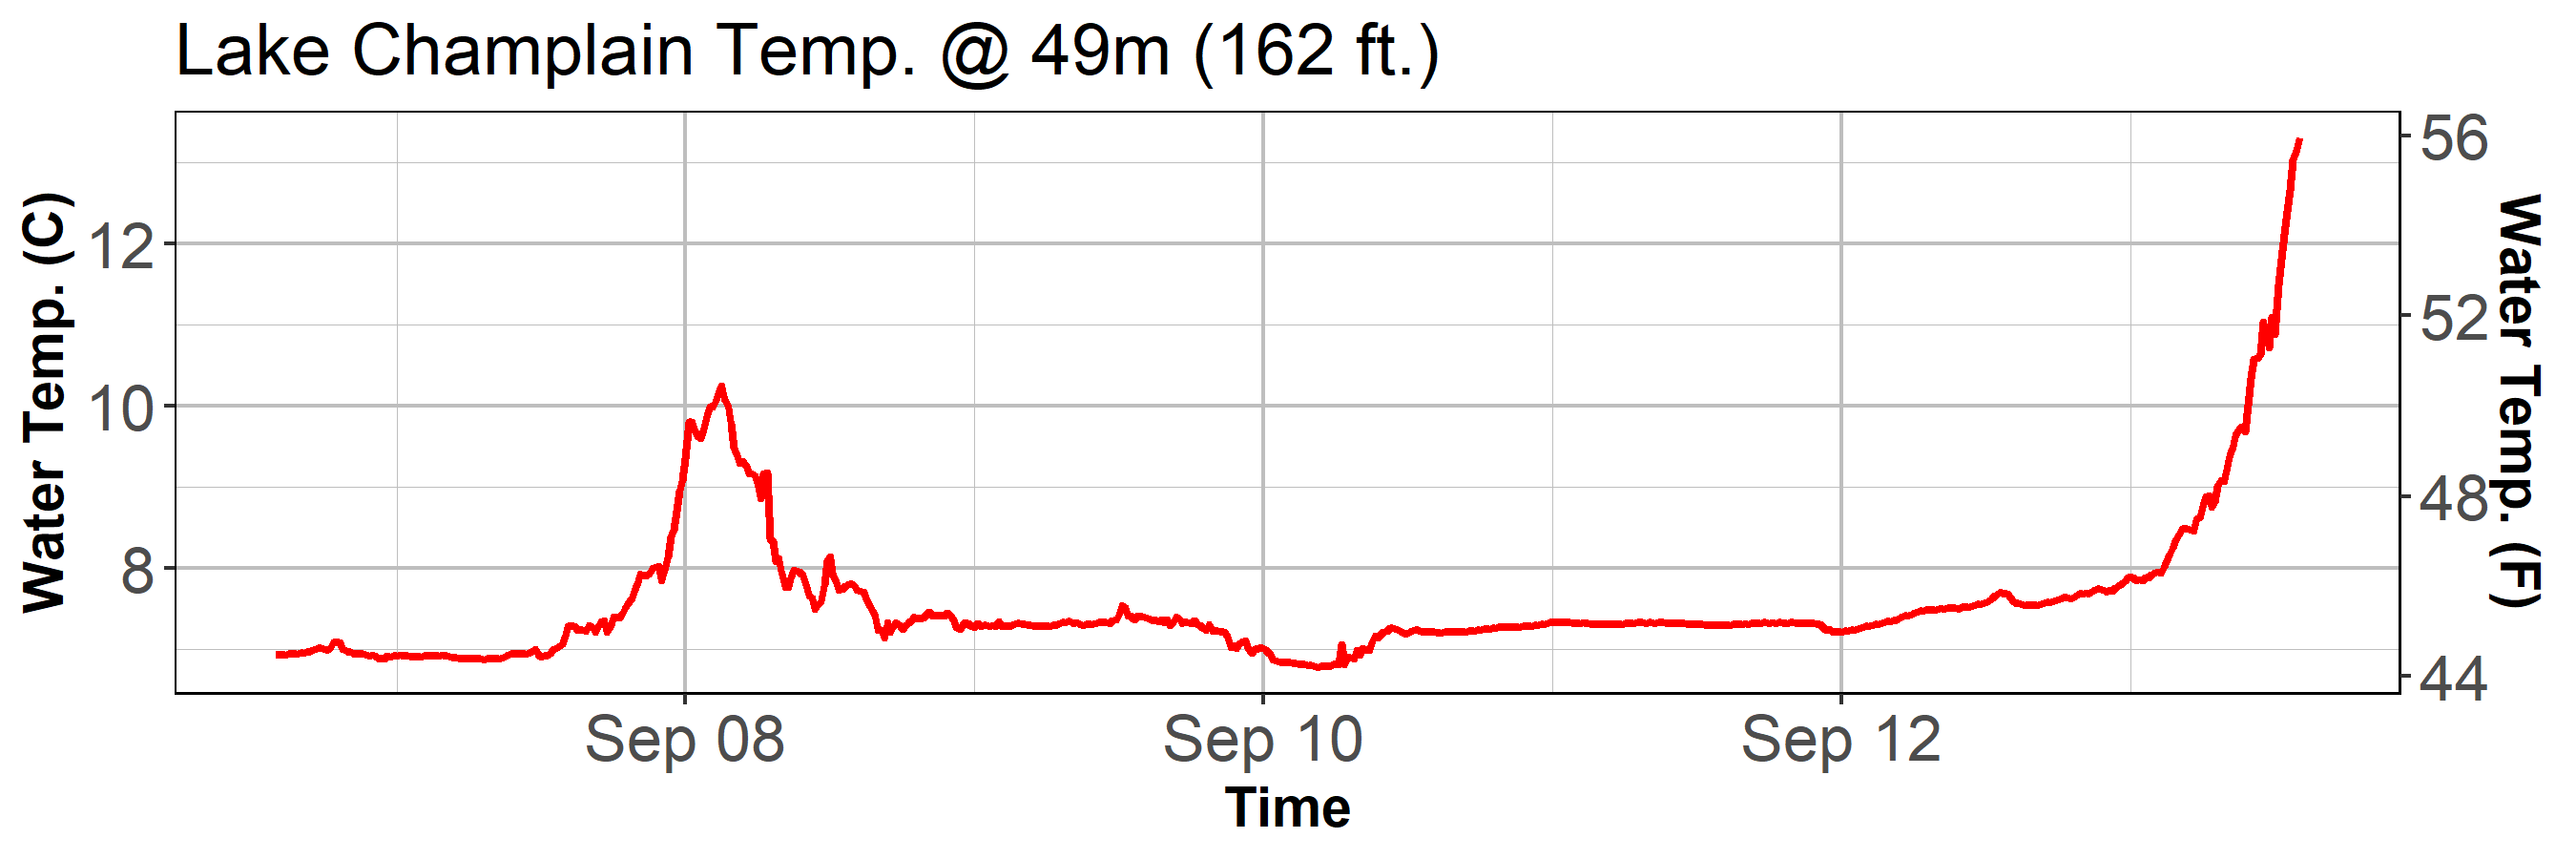 Lake Champlain Temp. @ 49m (162 ft.)
Water Temp. (C)
12
10
8
56
52
48
44
Water Temp. (F)
Sep 08 Sep 10 Sep 12
Time